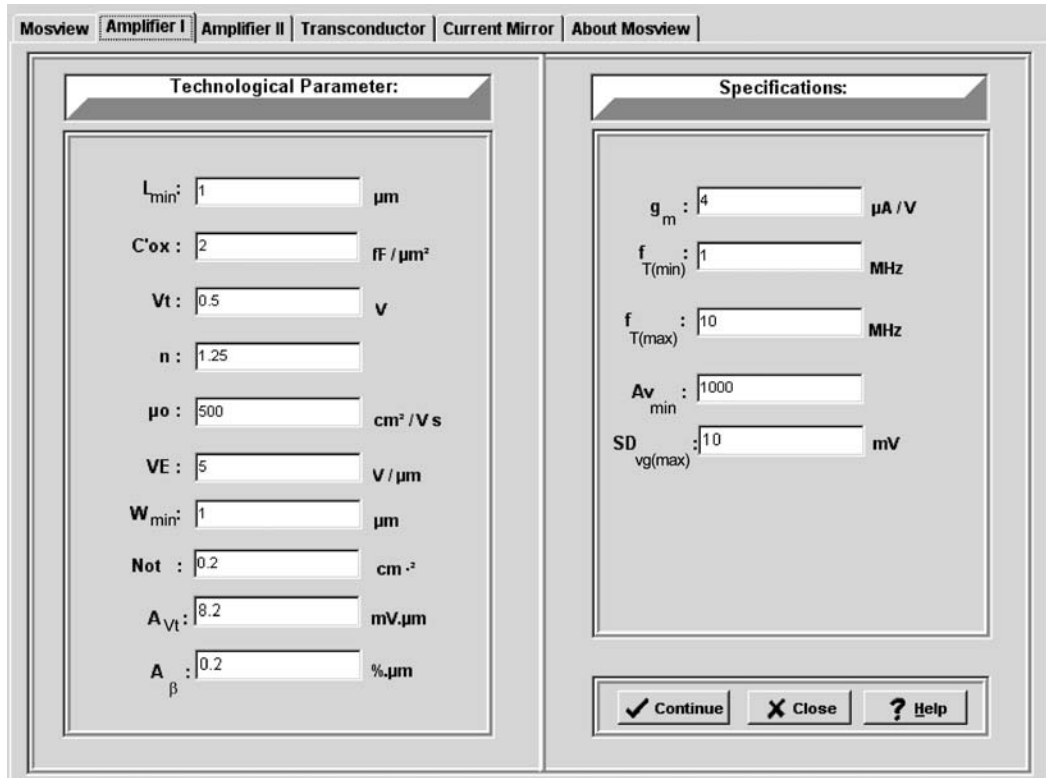 Mosview Amplifier I Amplifier II Transconductor Current Mirror About Mosview
Technological Parameter:
Lmin: 1 µm
C'ox : 2 fF / µm²
Vt : 0.5 V
n : 1.25
µo : 500 cm² / V s
VE : 5 V / µm
Wmin: 1 µm
Not : 0.2 cm -²
AVt : 8.2 mV.µm
Aβ : 0.2 %.µm
Specifications:
gm : 4 µA / V
fT(min) : 1 MHz
fT(max) : 10 MHz
Avmin : 1000
SDvg(max) : 10 mV
Continue Close ? Help